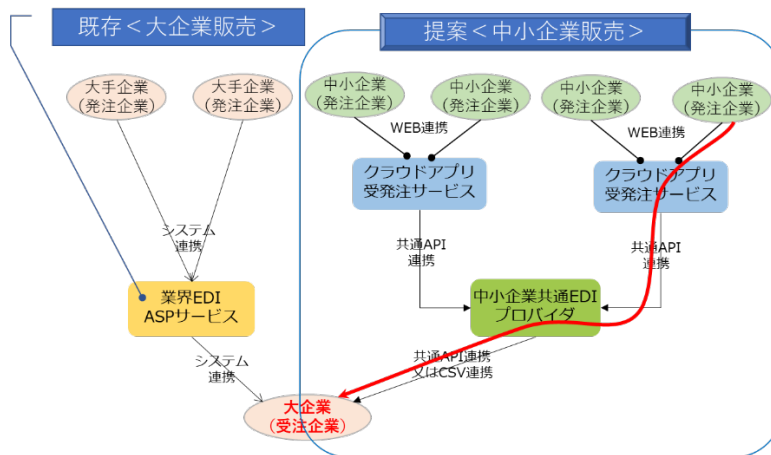 既存＜大企業販売＞
提案＜中小企業販売＞
大手企業
(発注企業)
大手企業
(発注企業)
中小企業
(発注企業)
中小企業
(発注企業)
中小企業
(発注企業)
中小企業
(発注企業)
WEB連携
WEB連携
クラウドアプリ
受発注サービス
クラウドアプリ
受発注サービス
システム
連携
共通API
連携
共通API
連携
業界EDI
ASPサービス
中小企業共通EDI
プロバイダ
システム
連携
共通API連携
又はCSV連携
大企業
（受注企業）